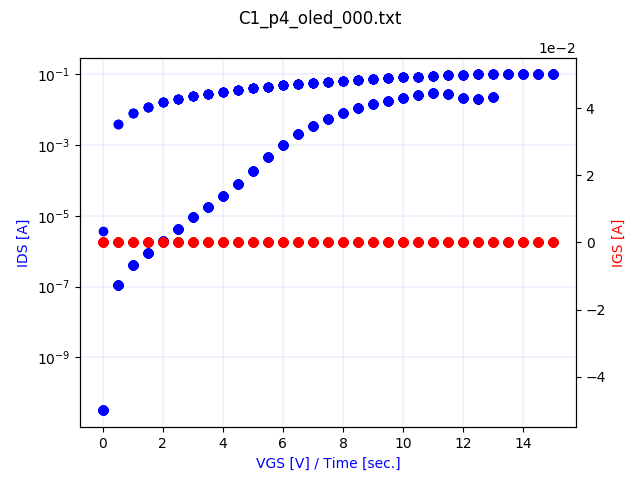 C1_p4_oled_000.txt
1e−2
10⁻¹
10⁻³
10⁻⁵
10⁻⁷
10⁻⁹
IDS [A]
4
2
0
−2
−4
IGS [A]
0 2 4 6 8 10 12 14
VGS [V] / Time [sec.]